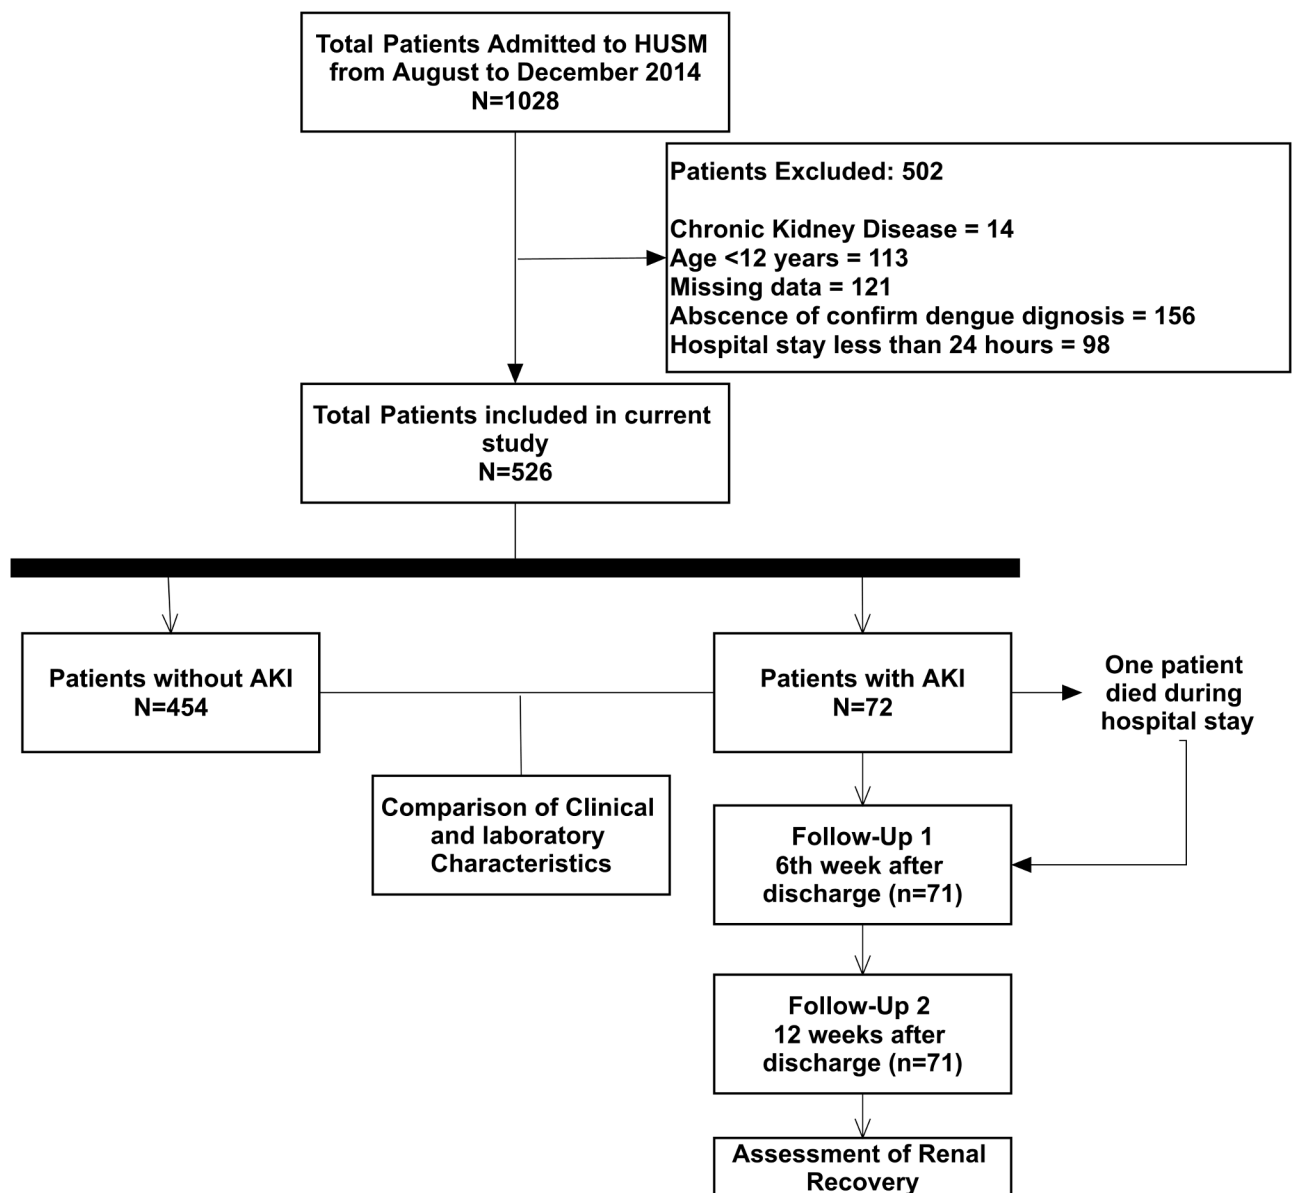 Total Patients Admitted to HUSM
from August to December 2014
N=1028
Patients Excluded: 502
Chronic Kidney Disease = 14
Age <12 years = 113
Missing data = 121
Abscence of confirm dengue dignosis = 156
Hospital stay less than 24 hours = 98
Total Patients included in current
study
N=526
Patients without AKI
N=454
Patients with AKI
N=72
One patient
died during
hospital stay
Comparison of Clinical
and laboratory
Characteristics
Follow-Up 1
6th week after
discharge (n=71)
Follow-Up 2
12 weeks after
discharge (n=71)
Assessment of Renal
Recovery